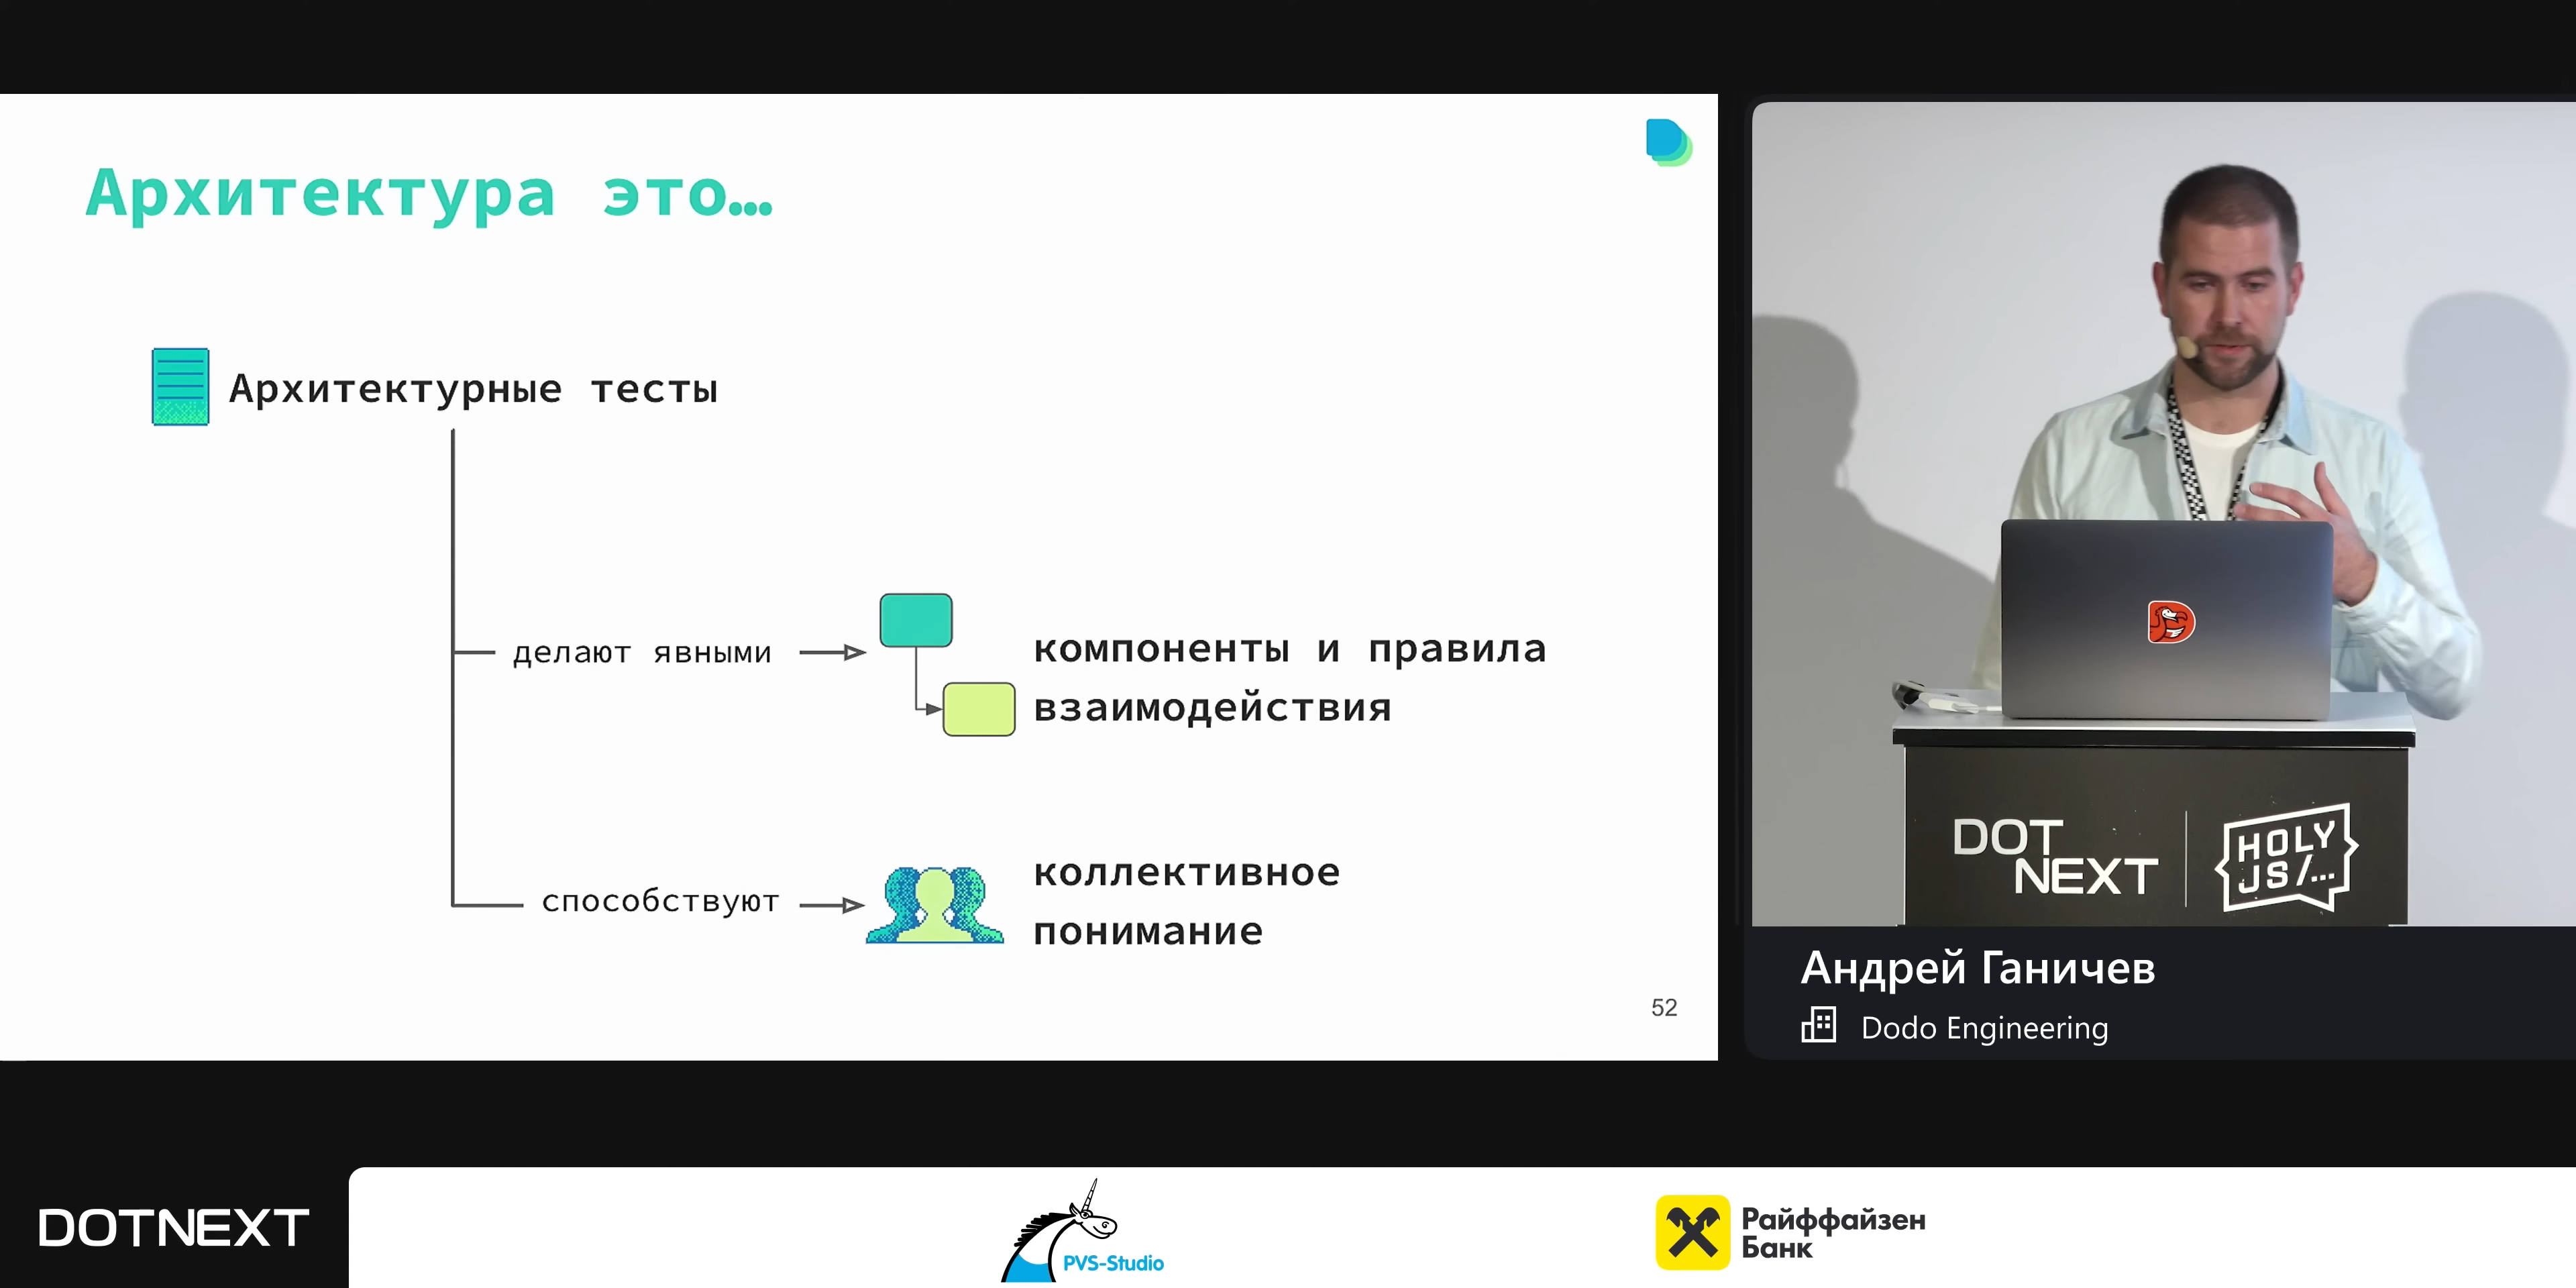 Архитектура это…
Архитектурные тесты
делают явными
компоненты и правила
взаимодействия
способствуют
коллективное
понимание
52
DOT
NEXT
HOLY
JS/...
Андрей Ганичев
Dodo Engineering
DOTNEXT
PVS-Studio
Райффайзен
Банк